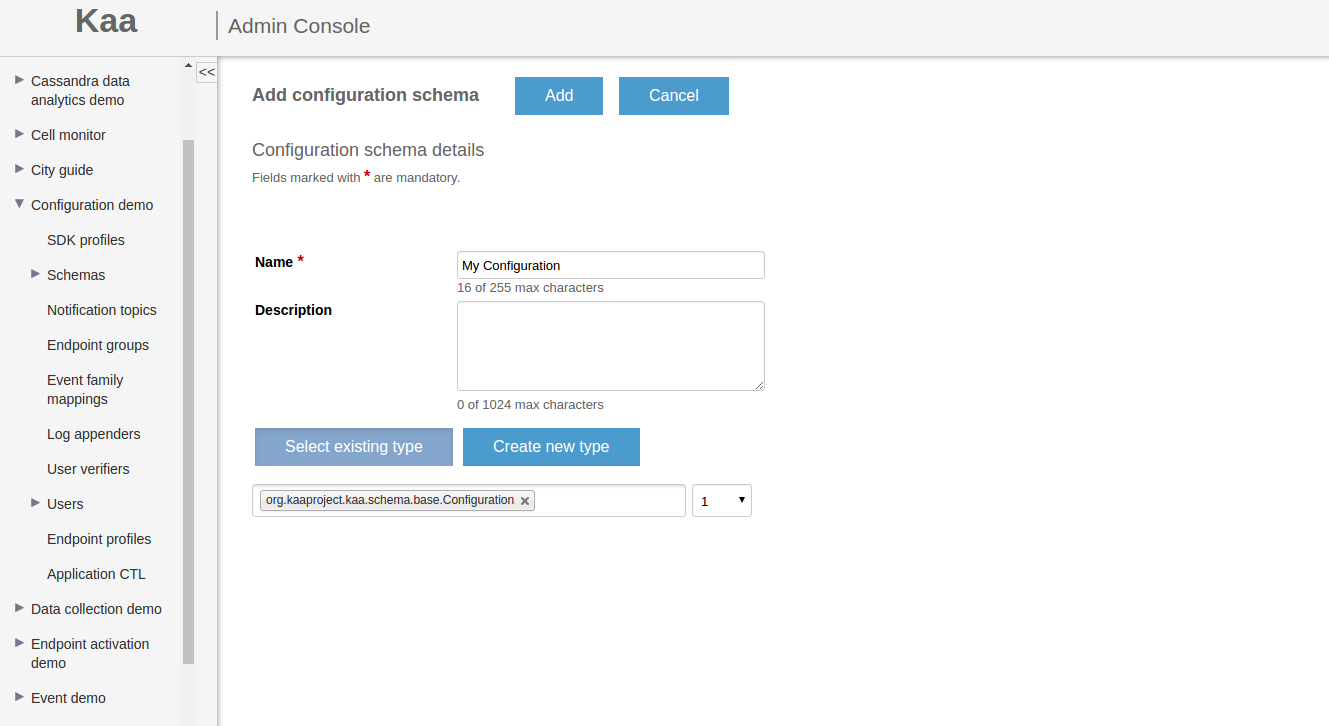 Kaa
Admin Console
<<
Cassandra data
analytics demo
Cell monitor
City guide
Configuration demo
SDK profiles
Schemas
Notification topics
Endpoint groups
Event family
mappings
Log appenders
User verifiers
Users
Endpoint profiles
Application CTL
Data collection demo
Endpoint activation
demo
Event demo
Add configuration schema
Add
Cancel
Configuration schema details
Fields marked with * are mandatory.
Name *
My Configuration
16 of 255 max characters
Description
0 of 1024 max characters
Select existing type
Create new type
org.kaaproject.kaa.schema.base.Configuration
1